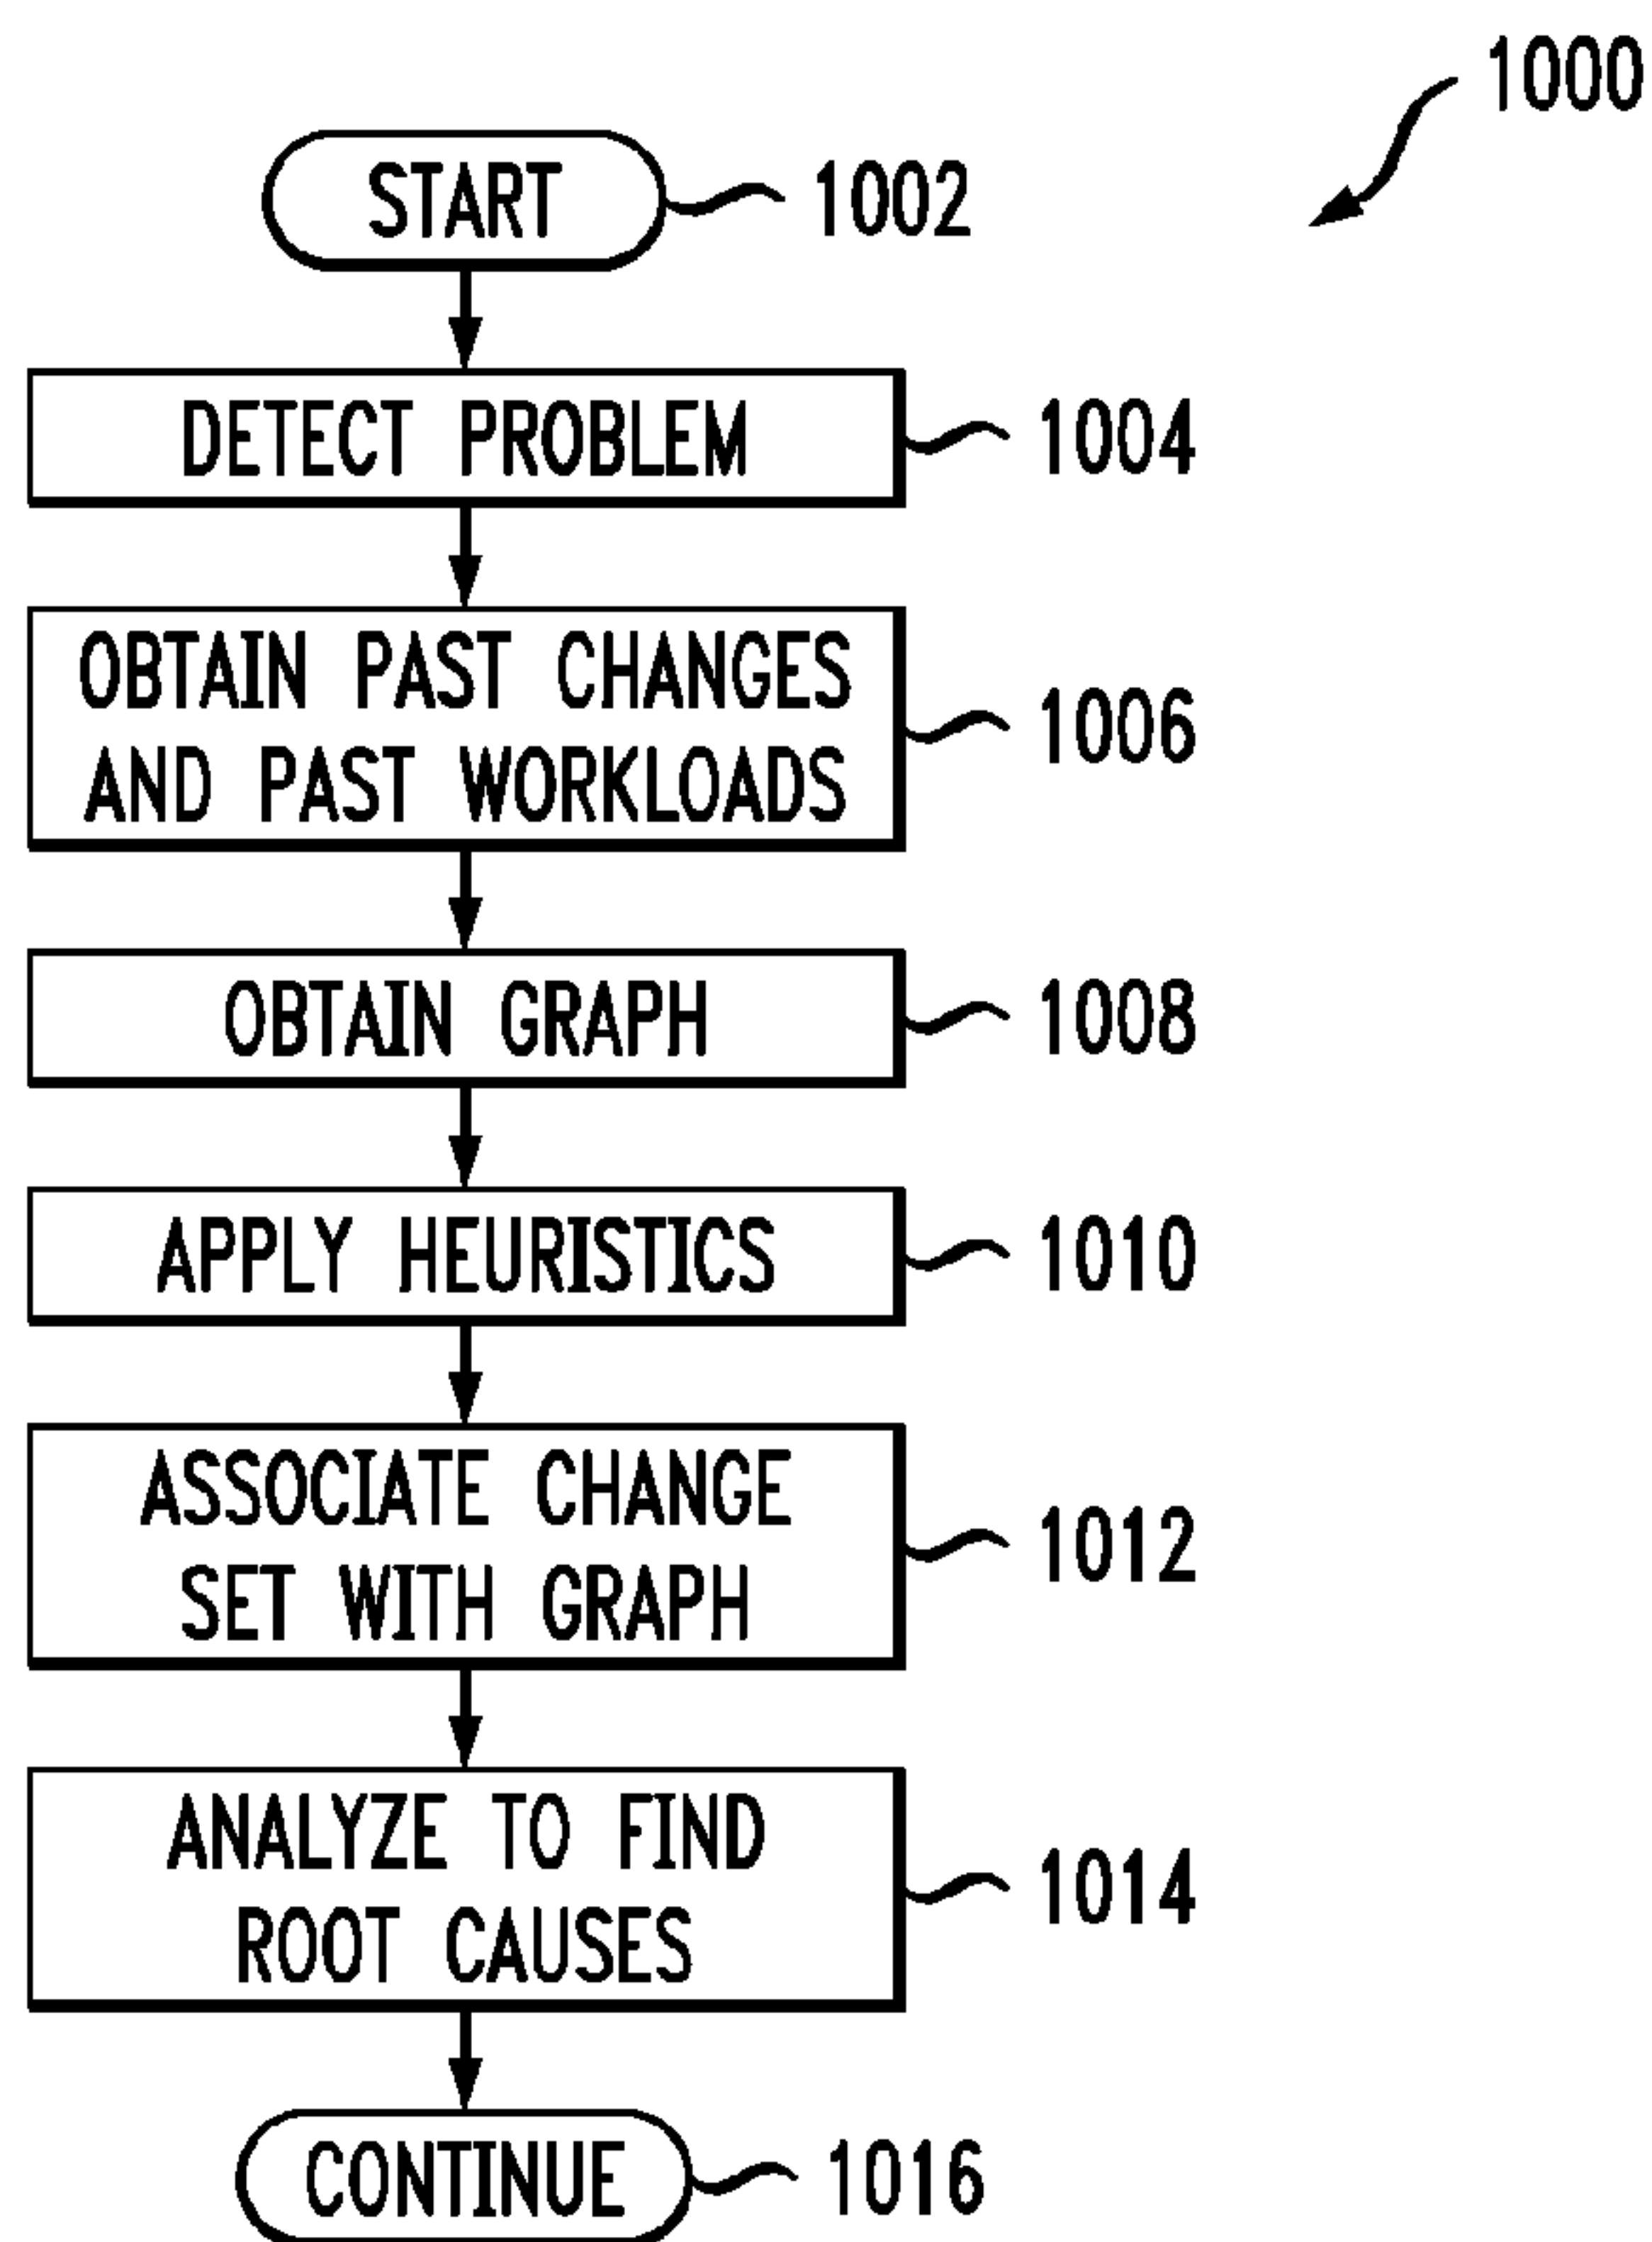 1000
START
1002
DETECT PROBLEM
1004
OBTAIN PAST CHANGES
AND PAST WORKLOADS
1006
OBTAIN GRAPH
1008
APPLY HEURISTICS
1010
ASSOCIATE CHANGE
SET WITH GRAPH
1012
ANALYZE TO FIND
ROOT CAUSES
1014
CONTINUE
1016